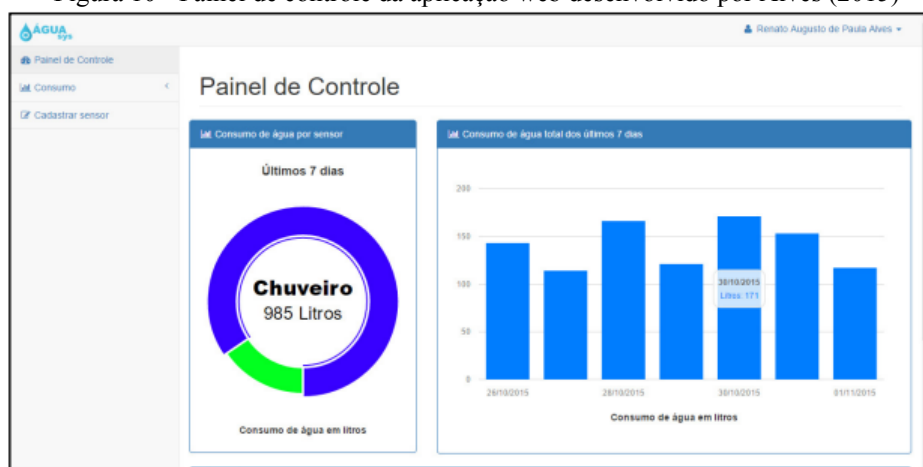 Figura 10 - Painel de controle da aplicação web desenvolvido por Alves (2015)
ÁGUA
sys
Renato Augusto de Paula Alves
Painel de Controle
Consumo
Cadastrar sensor
Painel de Controle
Consumo de água por sensor
Últimos 7 dias
Chuveiro
985 Litros
Consumo de água em litros
Consumo de água total dos últimos 7 dias
200
150
100
50
0
30/10/2015
Litros: 171
26/10/2015
28/10/2015
30/10/2015
01/11/2015
Consumo de água em litros